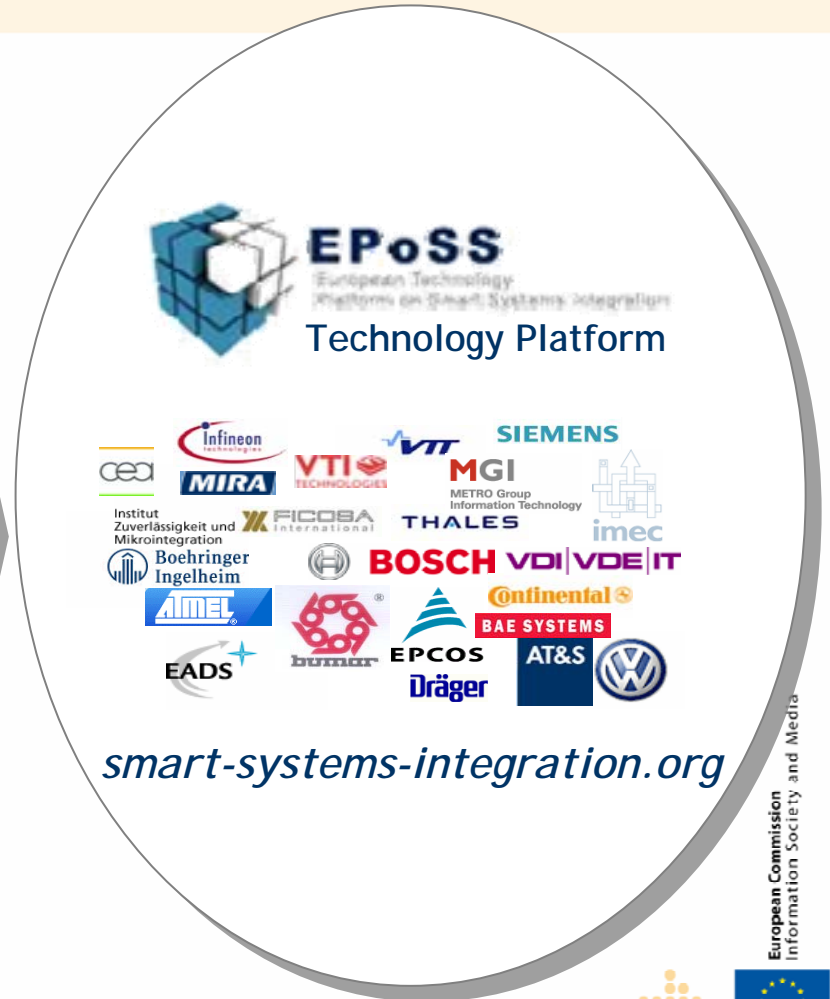 EPoSS
European Technology
Platform on Smart Systems Integration
Technology Platform
Infineon
technologies
VTT
SIEMENS
cea
MIRA
VTI
TECHNOLOGIES
MGI
METRO Group
Information Technology
imec
Institut
Zuverlässigkeit und
Mikrointegration
FICOSA
International
THALES
Boehringer
Ingelheim
BOSCH
VDI|VDE|IT
ATMEL®
bumar®
EPCOS
Continental
BAE SYSTEMS
EADS
Dräger
AT&S
VW
smart-systems-integration.org
European Commission
Information Society and Media